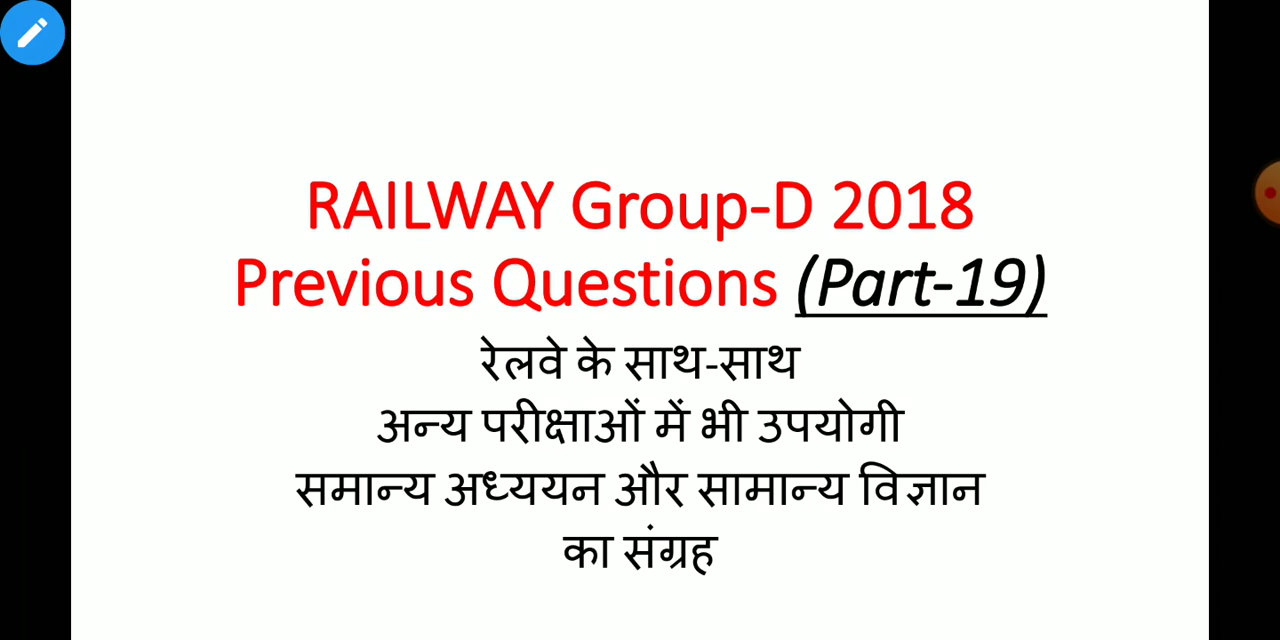 RAILWAY Group-D 2018
Previous Questions (Part-19)
रेलवे के साथ-साथ
अन्य परीक्षाओं में भी उपयोगी
समान्य अध्ययन और सामान्य विज्ञान
का संग्रह